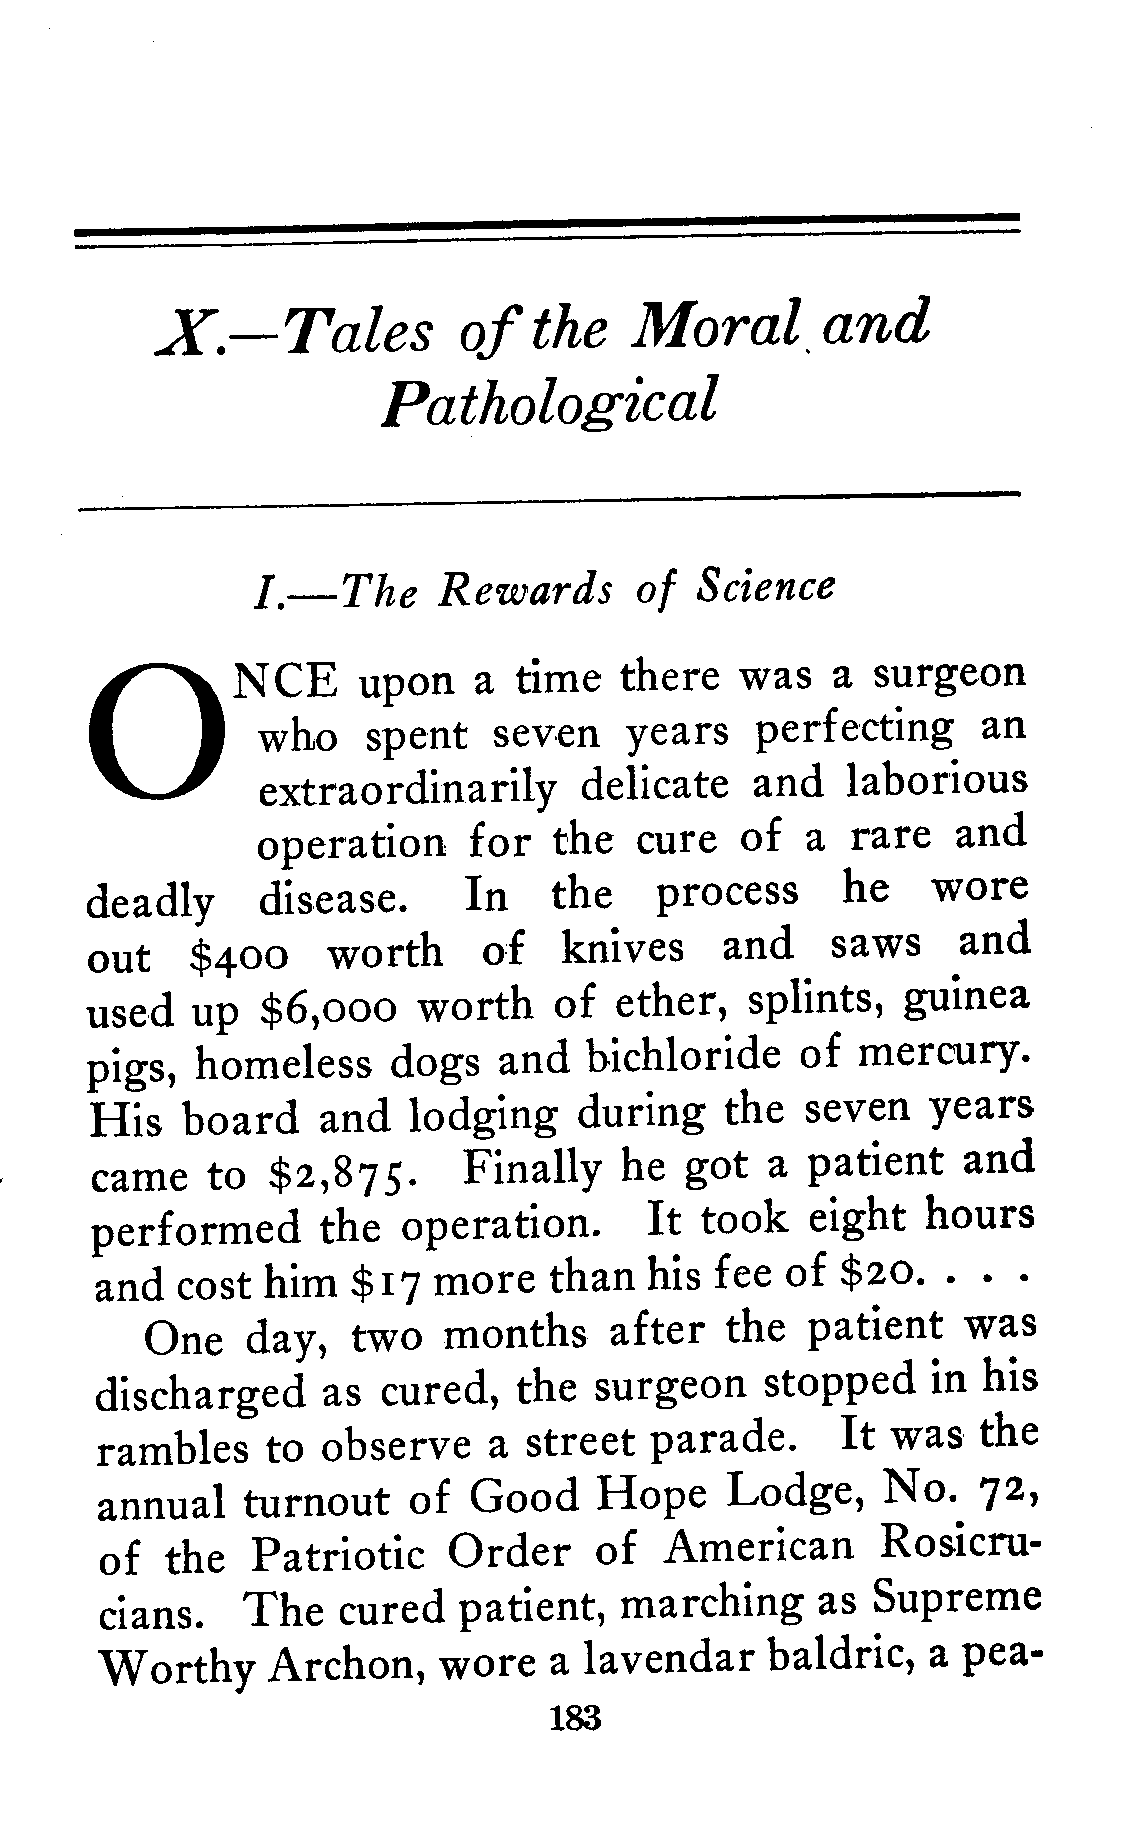 X.—Tales of the Moral and
Pathological
I.—The Rewards of Science
ONCE upon a time there was a surgeon
who spent seven years perfecting an
extraordinarily delicate and laborious
operation for the cure of a rare and
deadly disease. In the process he wore
out $400 worth of knives and saws and
used up $6,000 worth of ether, splints, guinea
pigs, homeless dogs and bichloride of mercury.
His board and lodging during the seven years
came to $2,875. Finally he got a patient and
performed the operation. It took eight hours
and cost him $17 more than his fee of $20. . . .
One day, two months after the patient was
discharged as cured, the surgeon stopped in his
rambles to observe a street parade. It was the
annual turnout of Good Hope Lodge, No. 72,
of the Patriotic Order of American Rosicru-
cians. The cured patient, marching as Supreme
Worthy Archon, wore a lavendar baldric, a pea-
183